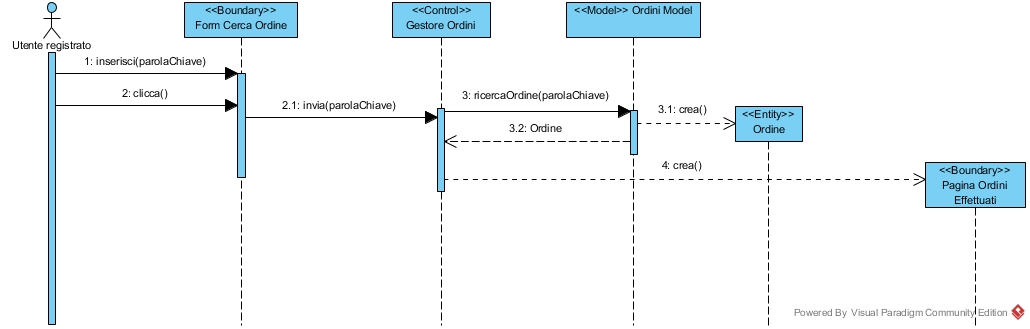 Utente registrato
<<Boundary>>
Form Cerca Ordine
<<Control>>
Gestore Ordini
<<Model>> Ordini Model
1: inserisci(parolaChiave)
2: clicca()
2.1: invia(parolaChiave)
3: ricercaOrdine(parolaChiave)
3.1: crea()
<<Entity>>
Ordine
3.2: Ordine
4: crea()
<<Boundary>>
Pagina Ordini
Effettuati
Powered By Visual Paradigm Community Edition